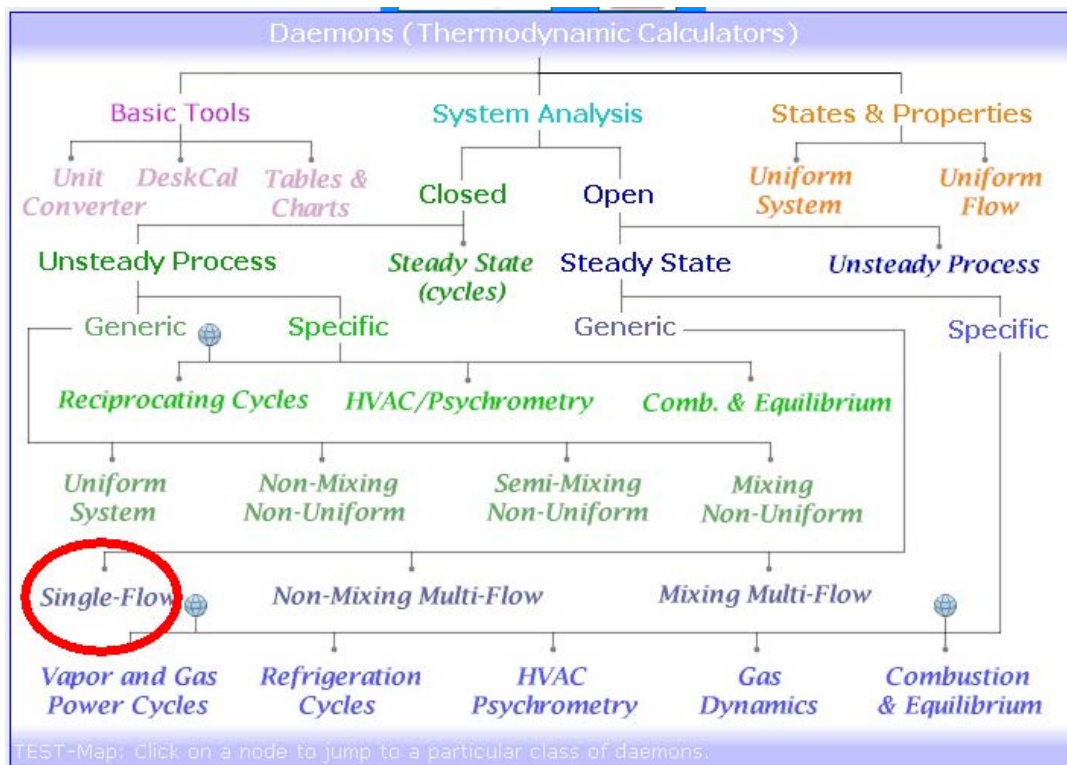 Daemons (Thermodynamic Calculators)
Basic Tools
System Analysis
States & Properties
Unit
Converter
DeskCal
Tables &
Charts
Closed
Open
Uniform
System
Uniform
Flow
Unsteady Process
Steady State
(cycles)
Steady State
Unsteady Process
Generic
Specific
Generic
Specific
Reciprocating Cycles
HVAC/Psychrometry
Comb. & Equilibrium
Uniform
System
Non-Mixing
Non-Uniform
Semi-Mixing
Non-Uniform
Mixing
Non-Uniform
Single-Flow
Non-Mixing Multi-Flow
Mixing Multi-Flow
Vapor and Gas
Power Cycles
Refrigeration
Cycles
HVAC
Psychrometry
Gas
Dynamics
Combustion
& Equilibrium
TEST-Map: Click on a node to jump to a particular class of daemons.